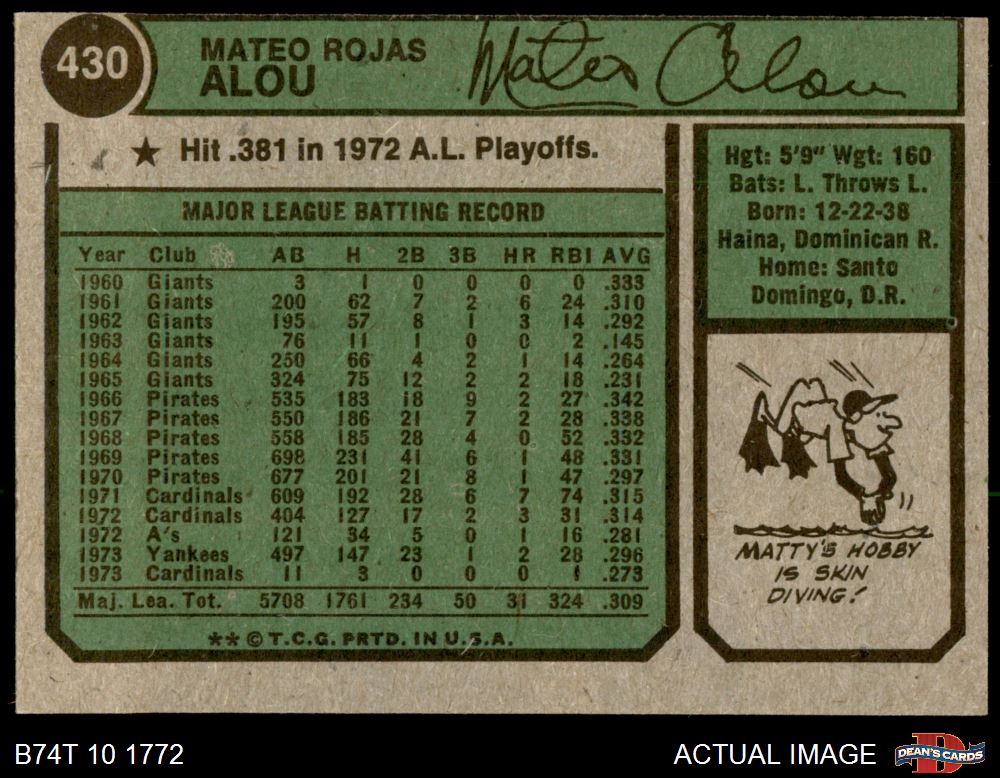 430
MATEO ROJAS
ALOU
Mateo Alou
★ Hit .381 in 1972 A.L. Playoffs.
MAJOR LEAGUE BATTING RECORD
Year Club AB H 2B 3B HR RBI AVG
1960 Giants 3 1 0 0 0 0 .333
1961 Giants 200 62 7 2 6 24 .310
1962 Giants 195 57 8 1 3 14 .292
1963 Giants 76 11 1 0 0 2 .145
1964 Giants 250 66 4 2 1 14 .264
1965 Giants 324 75 12 2 2 18 .231
1966 Pirates 535 183 18 9 2 27 .342
1967 Pirates 550 186 21 7 2 28 .338
1968 Pirates 558 185 28 4 0 52 .332
1969 Pirates 698 231 41 6 1 48 .331
1970 Pirates 677 201 21 8 1 47 .297
1971 Cardinals 609 192 28 6 7 74 .315
1972 Cardinals 404 127 17 2 3 31 .314
1972 A's 121 34 5 0 1 16 .281
1973 Yankees 497 147 23 1 2 28 .296
1973 Cardinals 11 3 0 0 0 1 .273
Maj. Lea. Tot. 5708 1761 234 50 31 324 .309
** © T.C.G. PRTD. IN U.S.A.
Hgt: 5'9" Wgt: 160
Bats: L. Throws L.
Born: 12-22-38
Haina, Dominican R.
Home: Santo
Domingo, D.R.
MATTY'S HOBBY
IS SKIN
DIVING!
B74T 10 1772
ACTUAL IMAGE
DEAN'S CARDS